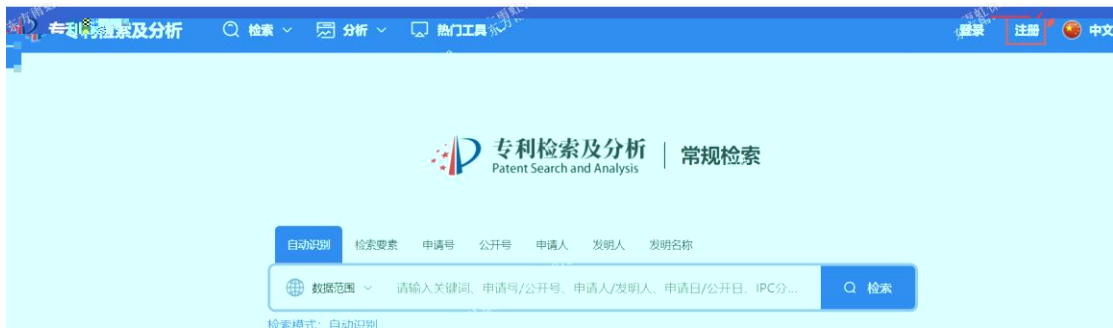 专利检索及分析 检索 分析 热门工具 登录 注册 中文
专利检索及分析 常规检索
Patent Search and Analysis
自动识别 检索要素 申请号 公开号 申请人 发明人 发明名称
数据范围 请输入关键词、申请号/公开号、申请人/发明人、申请日/公开日、IPC分... 检索
检索模式：自动识别